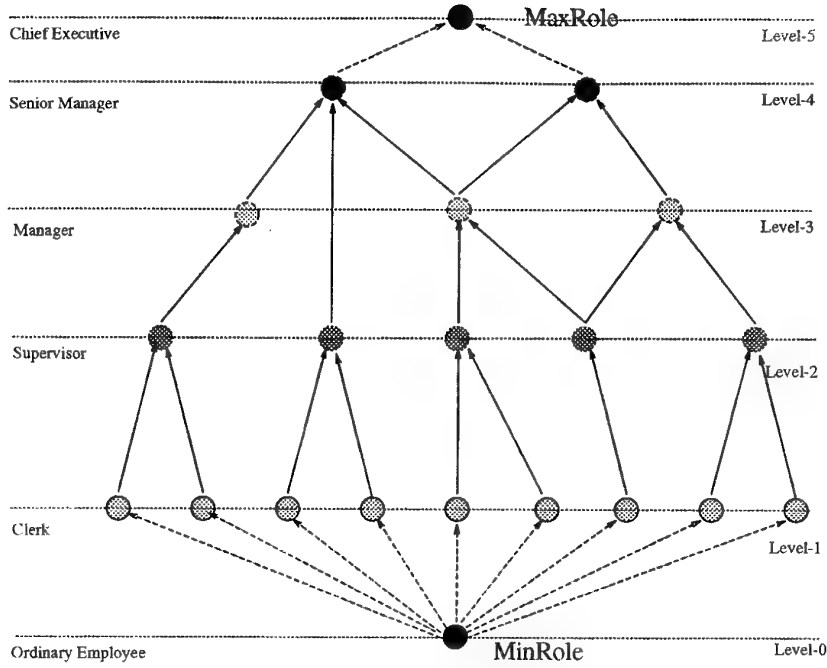 MaxRole
Chief Executive
Level-5
Senior Manager
Level-4
Manager
Level-3
Supervisor
Level-2
Clerk
Level-1
Ordinary Employee
MinRole
Level-0